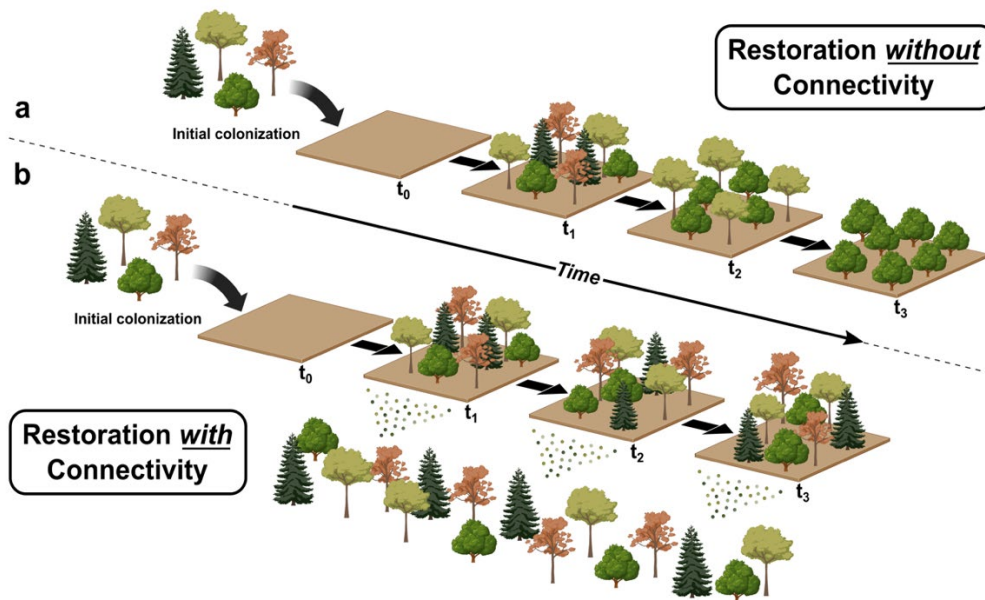 Restoration without
Connectivity
a
Initial colonization
t0
t1
t2
t3
Time
b
Initial colonization
t0
t1
t2
t3
Restoration with
Connectivity